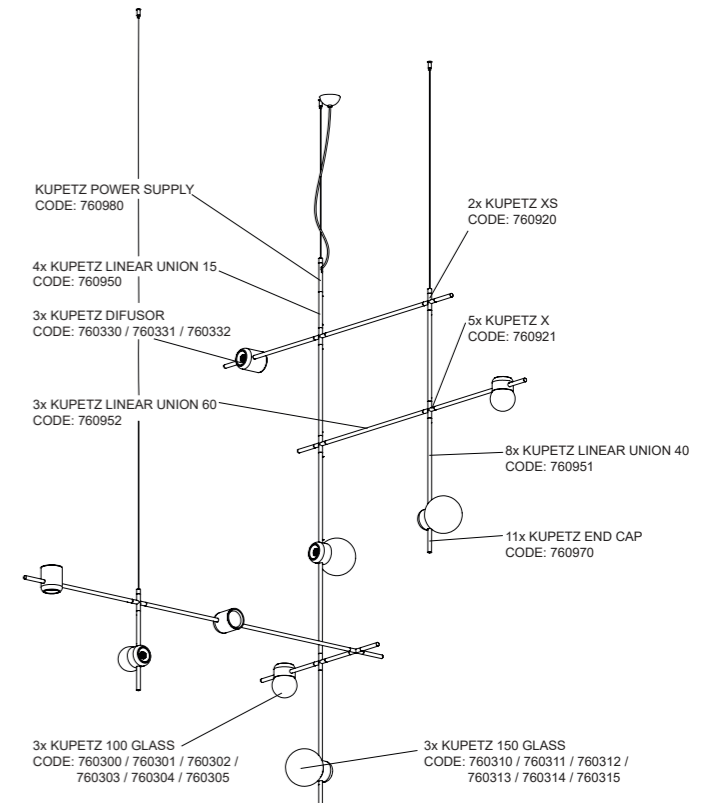 KUPETZ POWER SUPPLY
CODE: 760980
2x KUPETZ XS
CODE: 760920
4x KUPETZ LINEAR UNION 15
CODE: 760950
3x KUPETZ DIFUSOR
CODE: 760330 / 760331 / 760332
5x KUPETZ X
CODE: 760921
3x KUPETZ LINEAR UNION 60
CODE: 760952
8x KUPETZ LINEAR UNION 40
CODE: 760951
11x KUPETZ END CAP
CODE: 760970
3x KUPETZ 100 GLASS
CODE: 760300 / 760301 / 760302 /
760303 / 760304 / 760305
3x KUPETZ 150 GLASS
CODE: 760310 / 760311 / 760312 /
760313 / 760314 / 760315